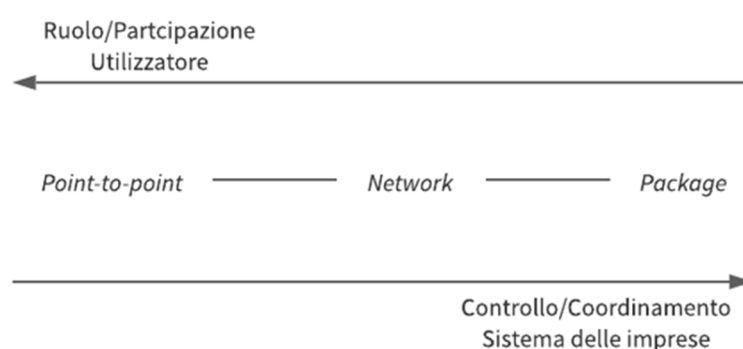 Ruolo/Partcipazione
Utilizzatore
Point-to-point Network Package
Controllo/Coordinamento
Sistema delle imprese